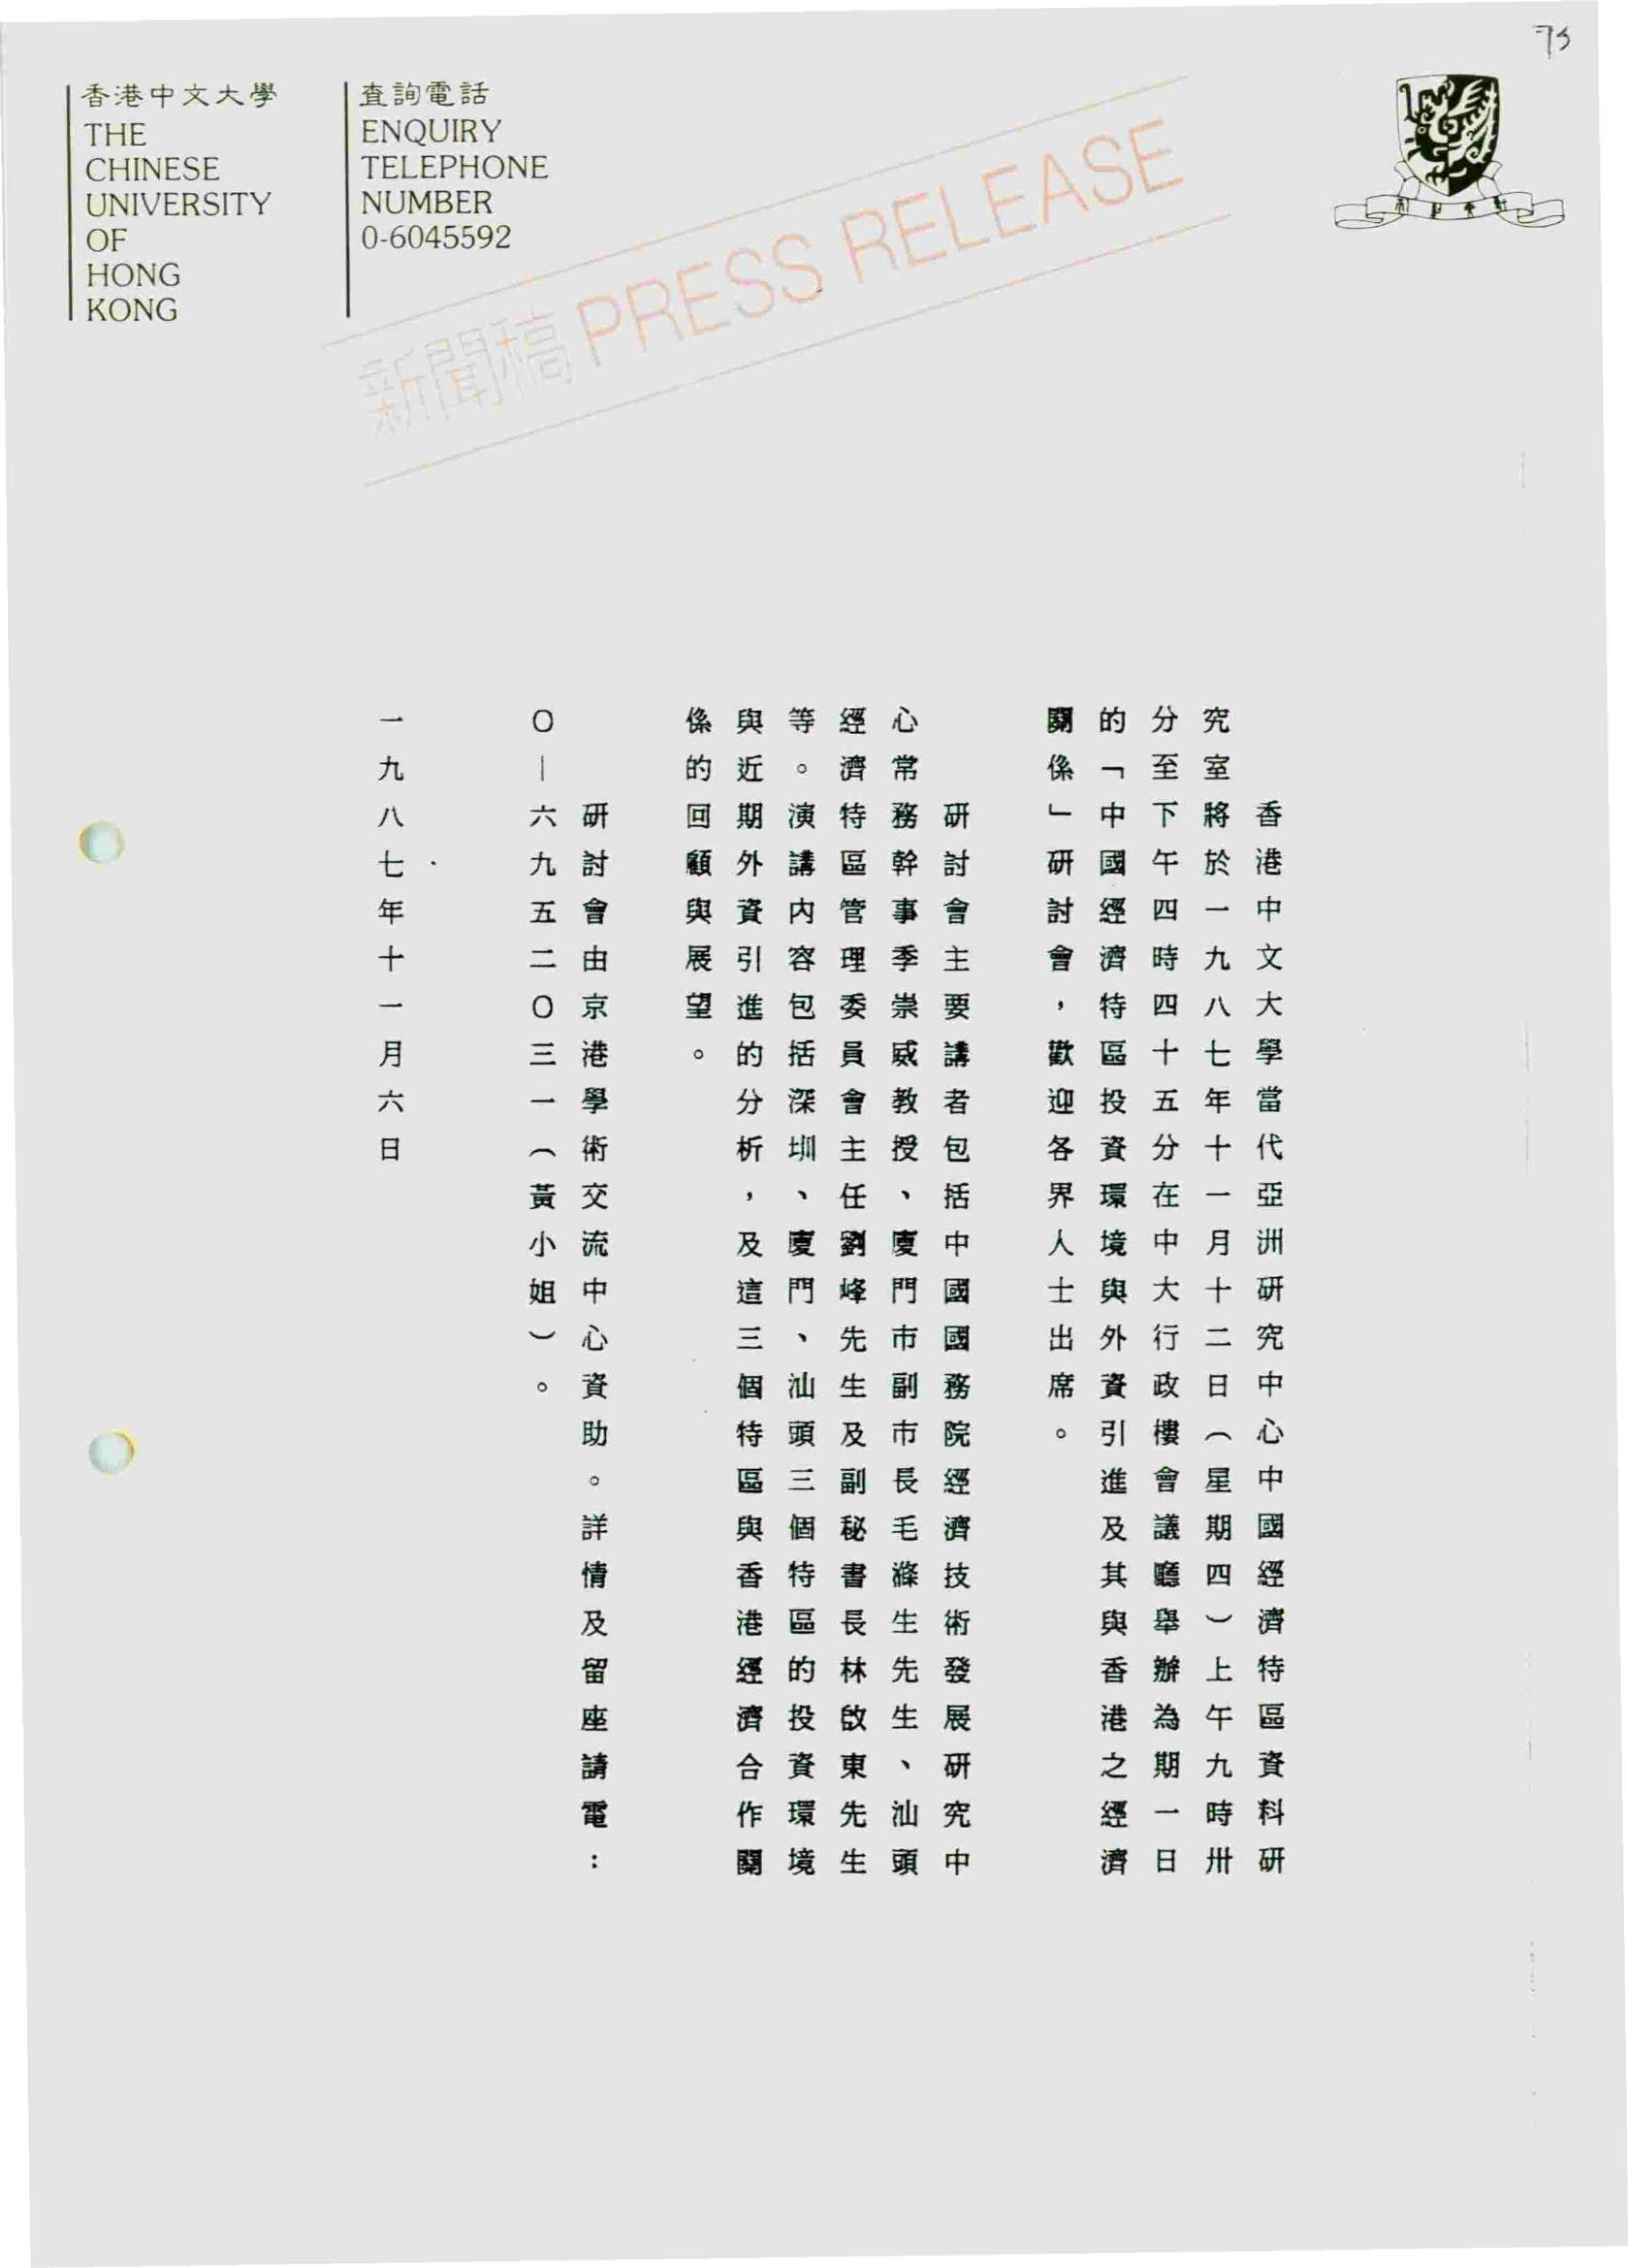 73
香港中文大學
THE
CHINESE
UNIVERSITY
OF
HONG
KONG
查詢電話
ENQUIRY
TELEPHONE
NUMBER
0-6045592
新聞稿 PRESS RELEASE
香港中文大學當代亞洲研究中心中國經濟特區資料研
究室將於一九八七年十一月十二日（星期四）上午九時卅
分至下午四時四十五分在中大行政樓會議廳舉辦為期一日
的「中國經濟特區投資環境與外資引進及其與香港之經濟
關係」研討會，歡迎各界人士出席。
研討會主要講者包括中國國務院經濟技術發展研究中
心常務幹事季崇威教授、廈門市副市長毛滌生先生、汕頭
經濟特區管理委員會主任劉峰先生及副秘書長林啟東先生
等。演講內容包括深圳、廈門、汕頭三個特區的投資環境
與近期外資引進的分析，及這三個特區與香港經濟合作關
係的回顧與展望。
研討會由京港學術交流中心資助。詳情及留座請電：
〇—六九五二〇三一（黃小姐）。
一九八七年十一月六日